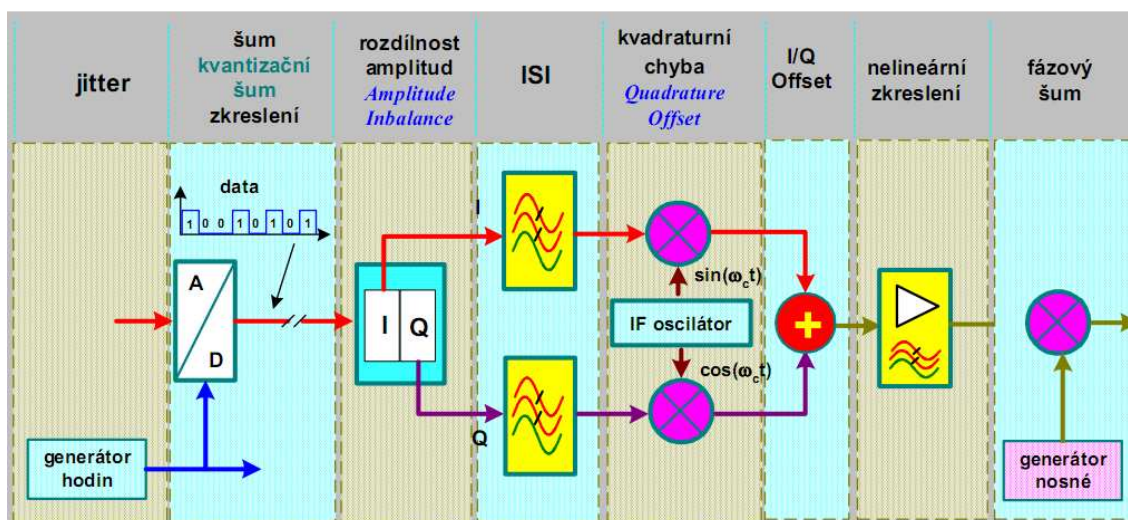 jitter
šum
kvantizační
šum
zkreslení
rozdílnost
amplitud
Amplitude
Inbalance
ISI
kvadraturní
chyba
Quadrature
Offset
I/Q
Offset
nelineární
zkreslení
fázový
šum
data
1 0 0 1 0 1 0 1
A
D
I
Q
I
Q
sin(ωct)
IF oscilátor
cos(ωct)
generátor
hodin
generátor
nosné